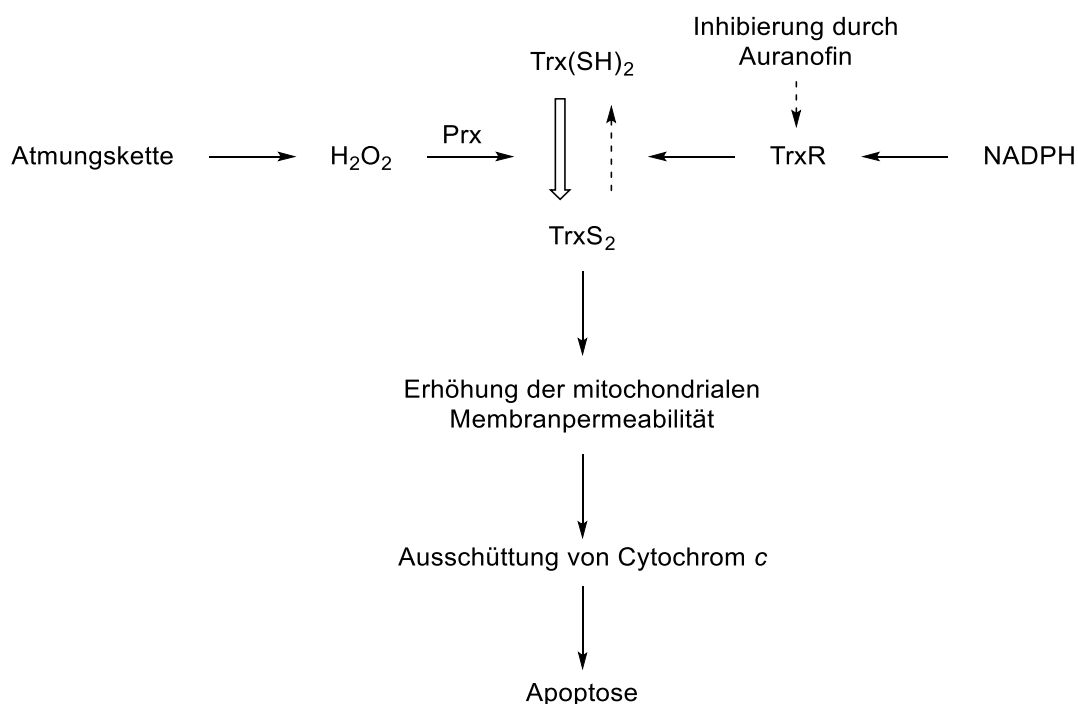 Inhibierung durch
Auranofin
Trx(SH)₂
Prx
Atmungskette
H₂O₂
TrxR
NADPH
TrxS₂
Erhöhung der mitochondrialen
Membranpermeabilität
Ausschüttung von Cytochrom c
Apoptose